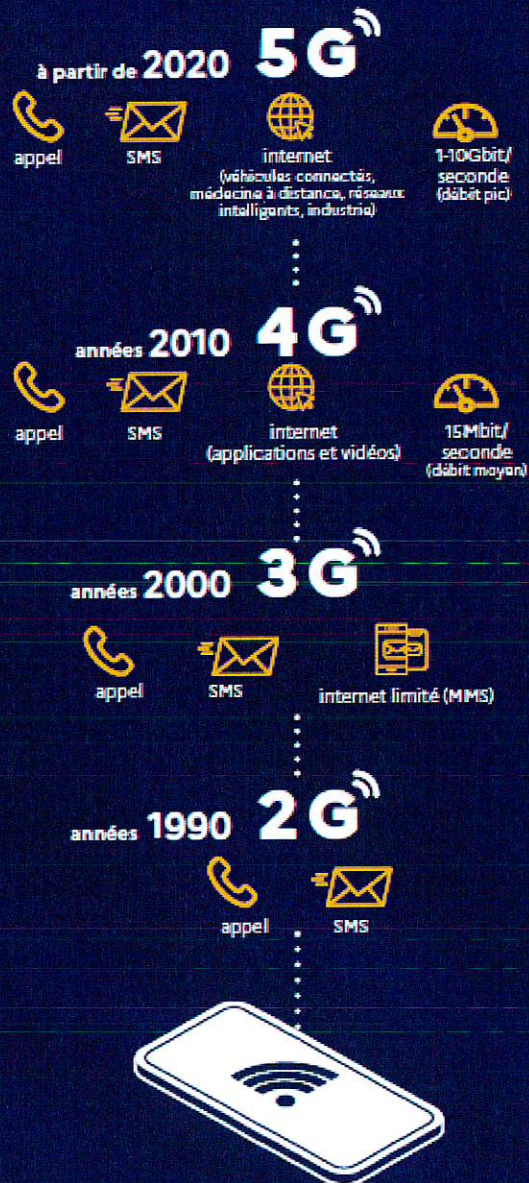 à partir de 2020 5G
appel
SMS
internet
(véhicules connectés,
médecine à distance, réseaux
intelligents, industrie)
1-10Gbit/
seconde
(débit pic)
années 2010 4G
appel
SMS
internet
(applications et vidéos)
15Mbit/
seconde
(débit moyen)
années 2000 3G
appel
SMS
internet limité (MMS)
années 1990 2G
appel
SMS